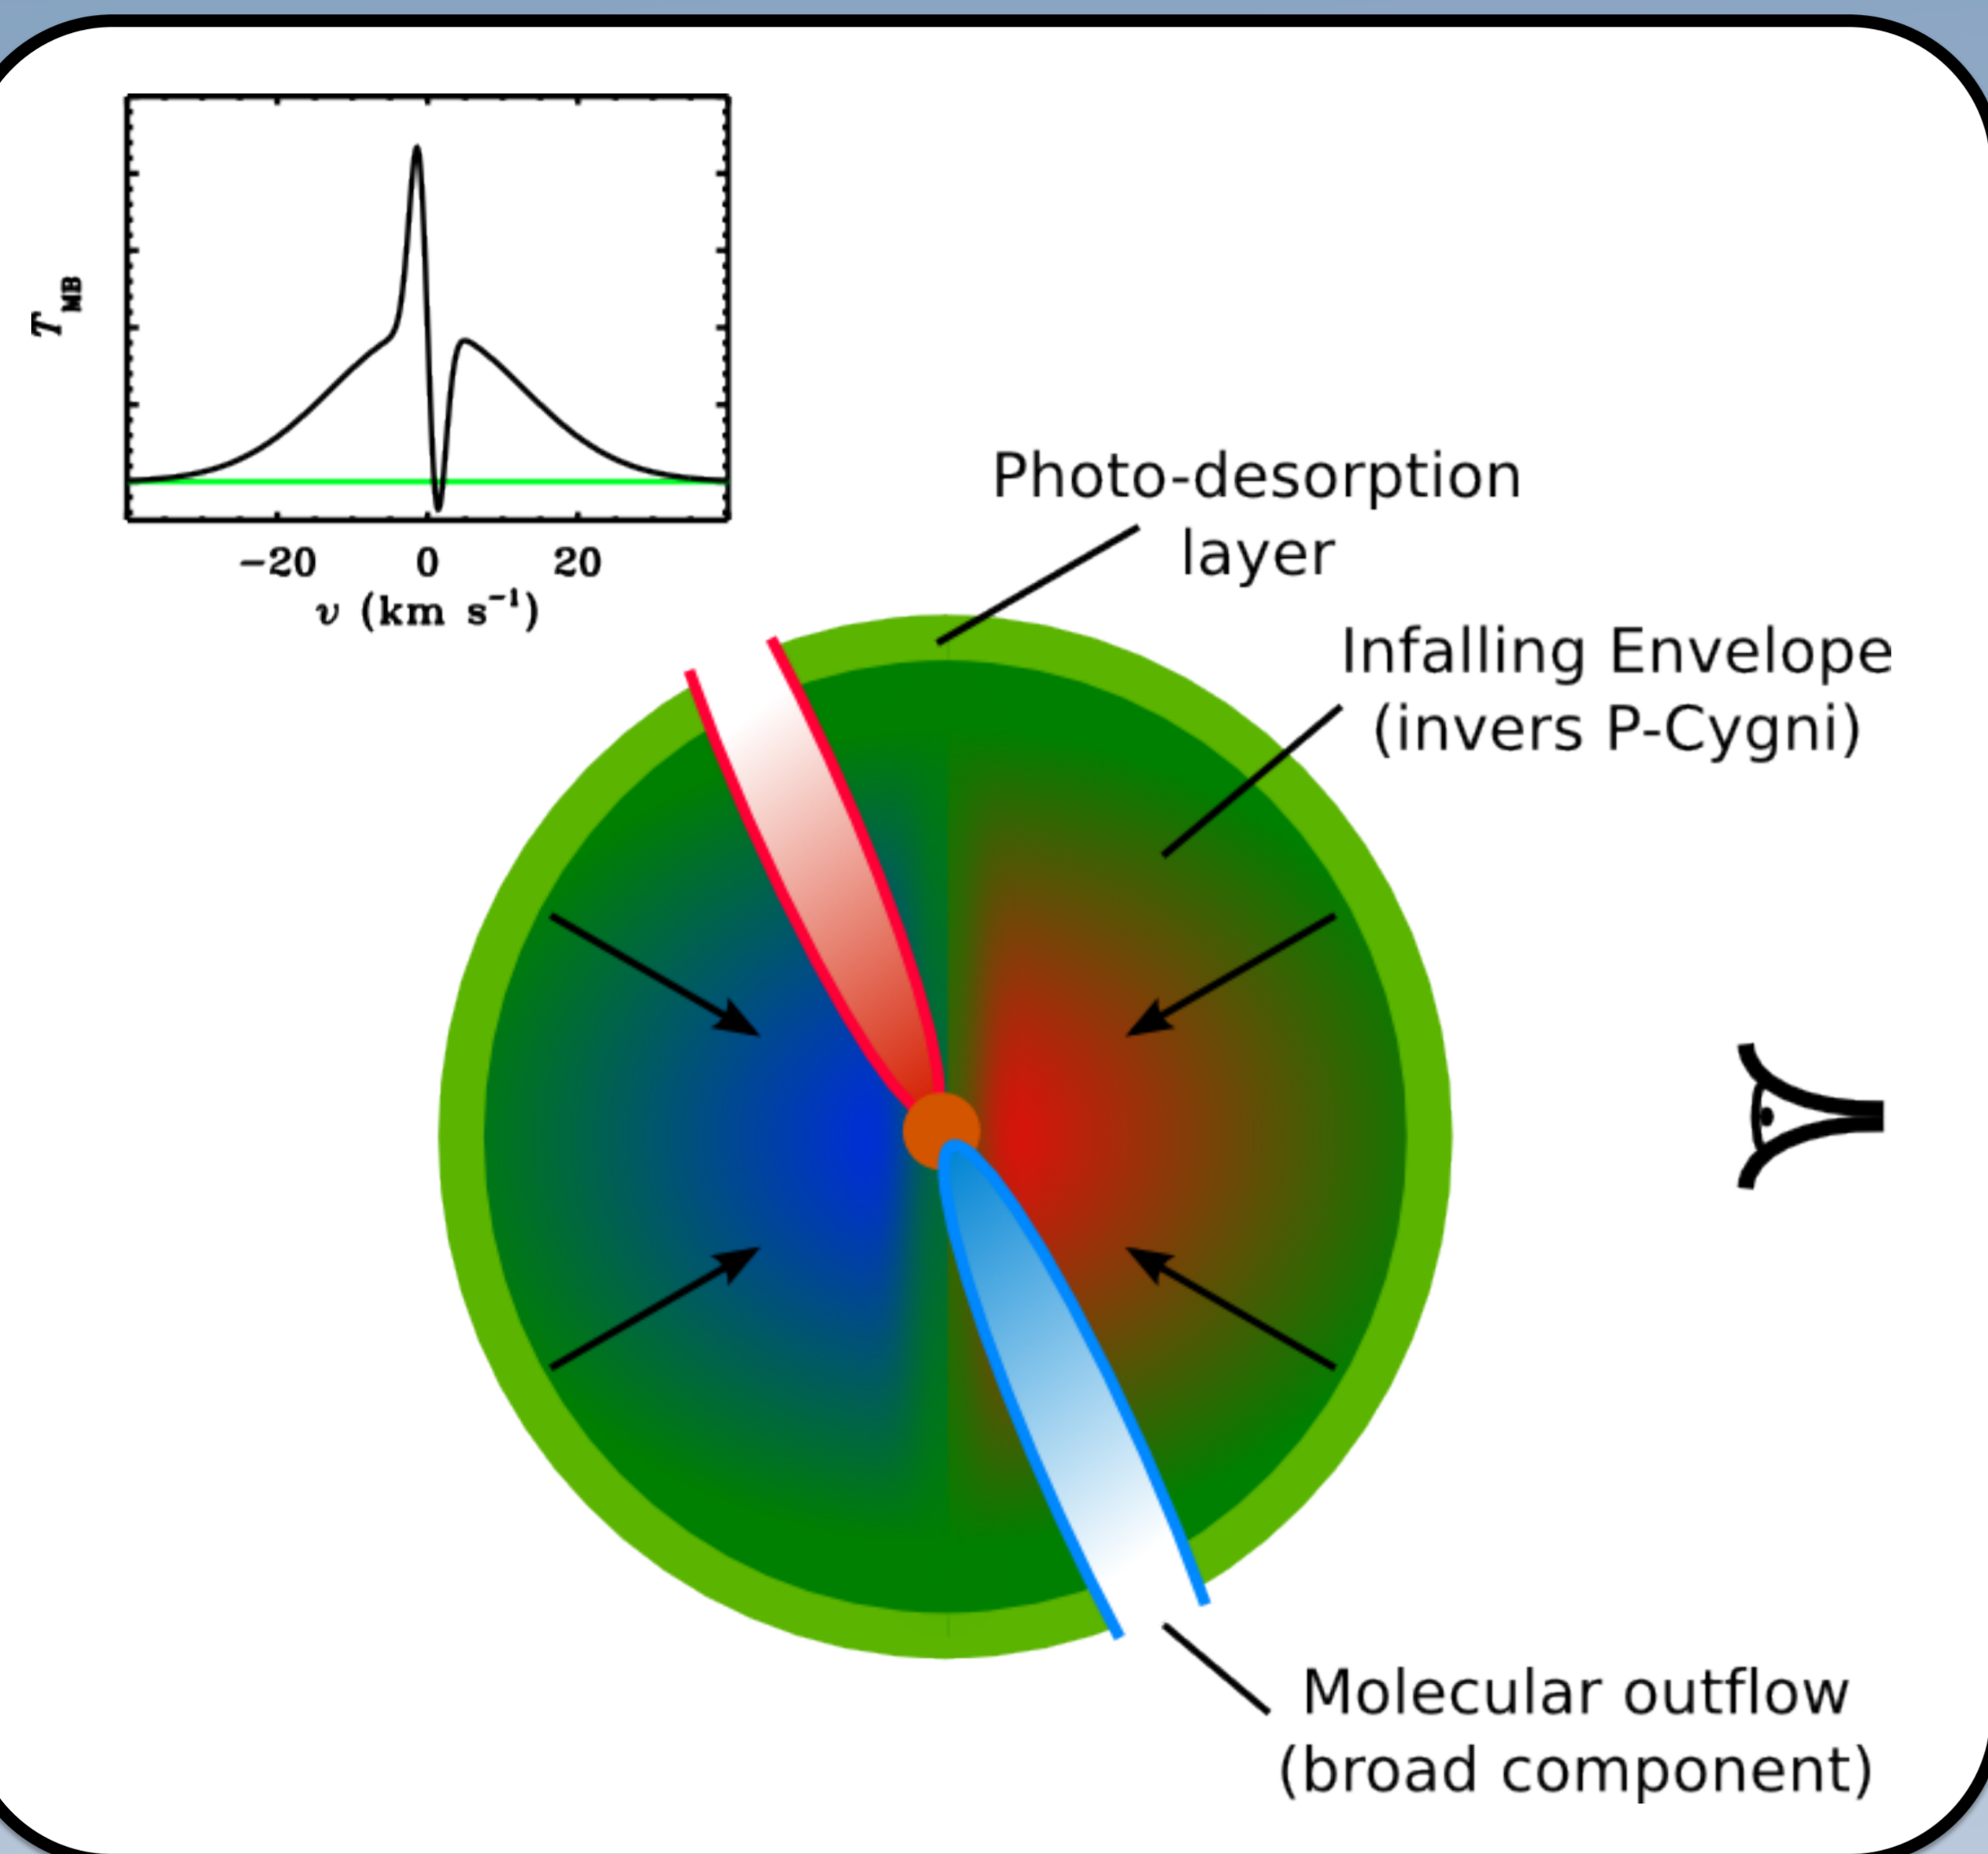 T_MB
−20 0 20
υ (km s⁻¹)
Photo-desorption
layer
Infalling Envelope
(invers P-Cygni)
Molecular outflow
(broad component)